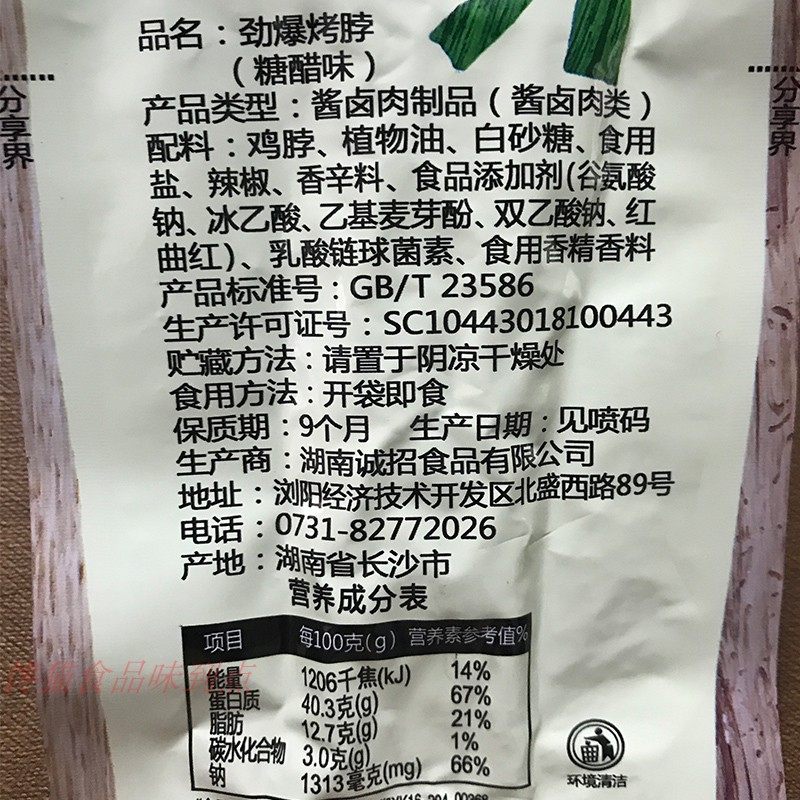 品名：劲爆烤脖
（糖醋味）
产品类型：酱卤肉制品（酱卤肉类）
配料：鸡脖、植物油、白砂糖、食用
盐、辣椒、香辛料、食品添加剂(谷氨酸
钠、冰乙酸、乙基麦芽酚、双乙酸钠、红
曲红)、乳酸链球菌素、食用香精香料
产品标准号：GB/T 23586
生产许可证号：SC10443018100443
贮藏方法：请置于阴凉干燥处
食用方法：开袋即食
保质期：9个月 生产日期：见喷码
生产商：湖南诚招食品有限公司
地址：浏阳经济技术开发区北盛西路89号
电话：0731-82772026
产地：湖南省长沙市
营养成分表
项目 每100克(g) 营养素参考值%
能量 1206千焦(kJ) 14%
蛋白质 40.3克(g) 67%
脂肪 12.7克(g) 21%
碳水化合物 3.0克(g) 1%
钠 1313毫克(mg) 66%
环境清洁
分享界
分享界
食品味到店